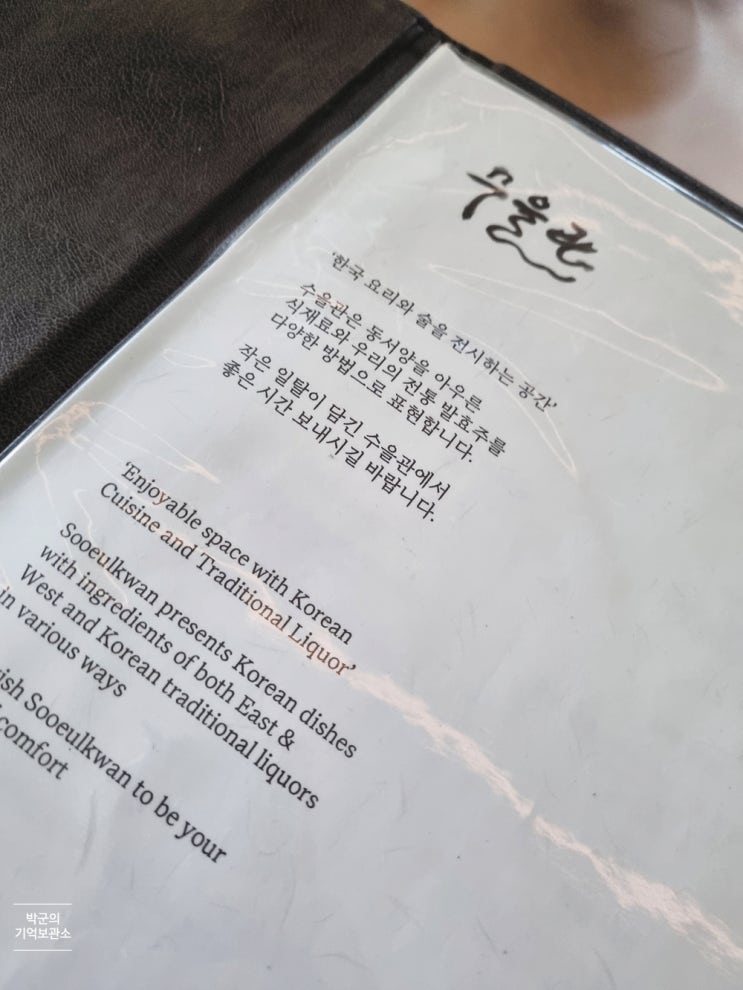 수을관
'한국 요리와 술을 전시하는 공간'
수을관은 동서양을 아우른
식재료와 우리의 전통 발효주를
다양한 방법으로 표현합니다.
작은 일탈이 담긴 수을관에서
좋은 시간 보내시길 바랍니다.
'Enjoyable space with Korean
Cuisine and Traditional Liquor'
Sooeulkwan presents Korean dishes
with ingredients of both East &
West and Korean traditional liquors
in various ways
Sooeulkwan to be your
comfort
박군의
기억보관소